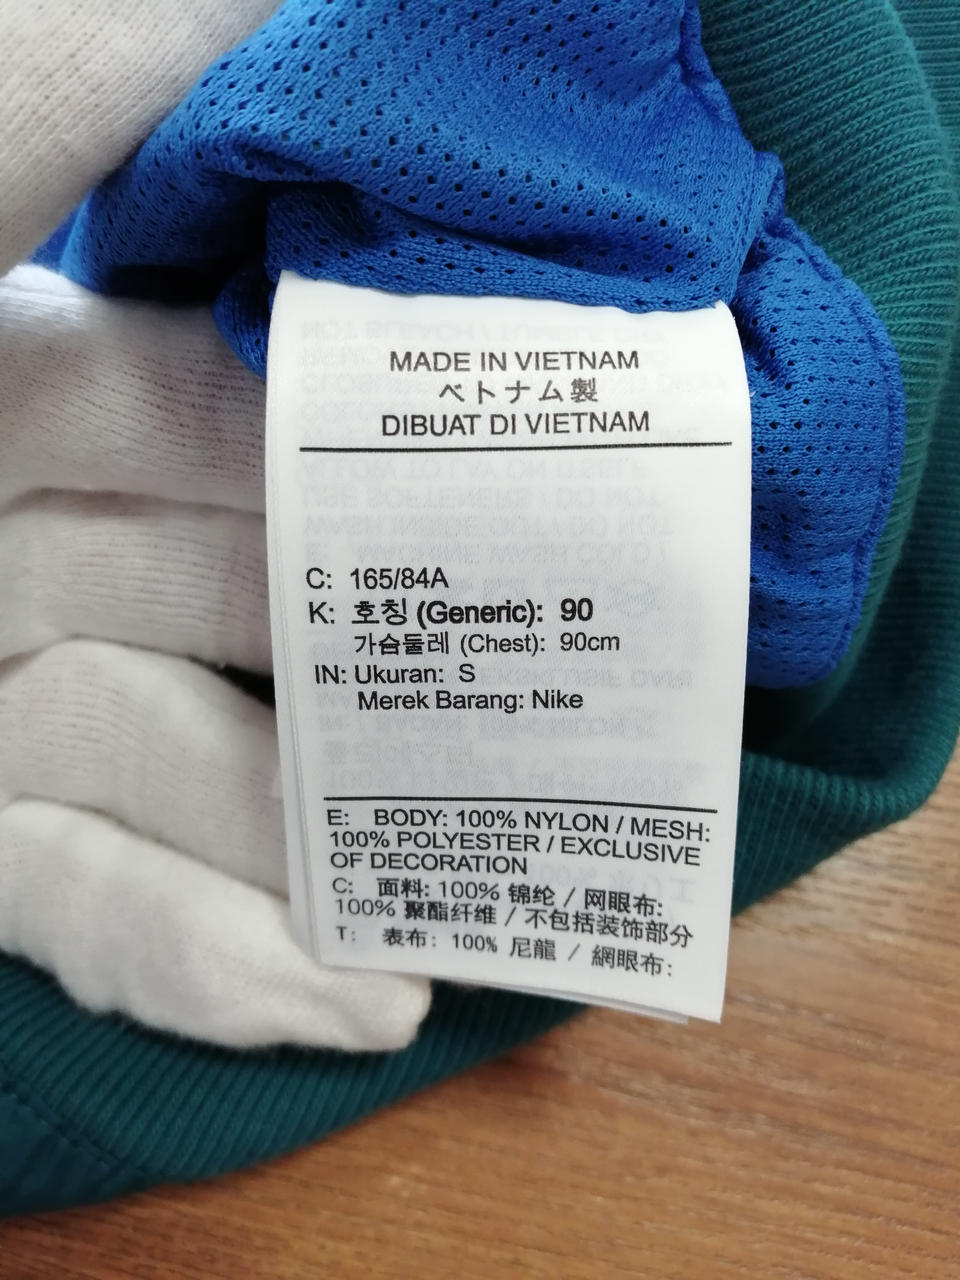 MADE IN VIETNAM
ベトナム製
DIBUAT DI VIETNAM
C: 165/84A
K: 호칭 (Generic): 90
가슴둘레 (Chest): 90cm
IN: Ukuran: S
Merek Barang: Nike
E: BODY: 100% NYLON / MESH:
100% POLYESTER / EXCLUSIVE
OF DECORATION
C: 面料: 100% 锦纶 / 网眼布:
100% 聚酯纤维 / 不包括装饰部分
T: 表布: 100% 尼龍 / 網眼布: